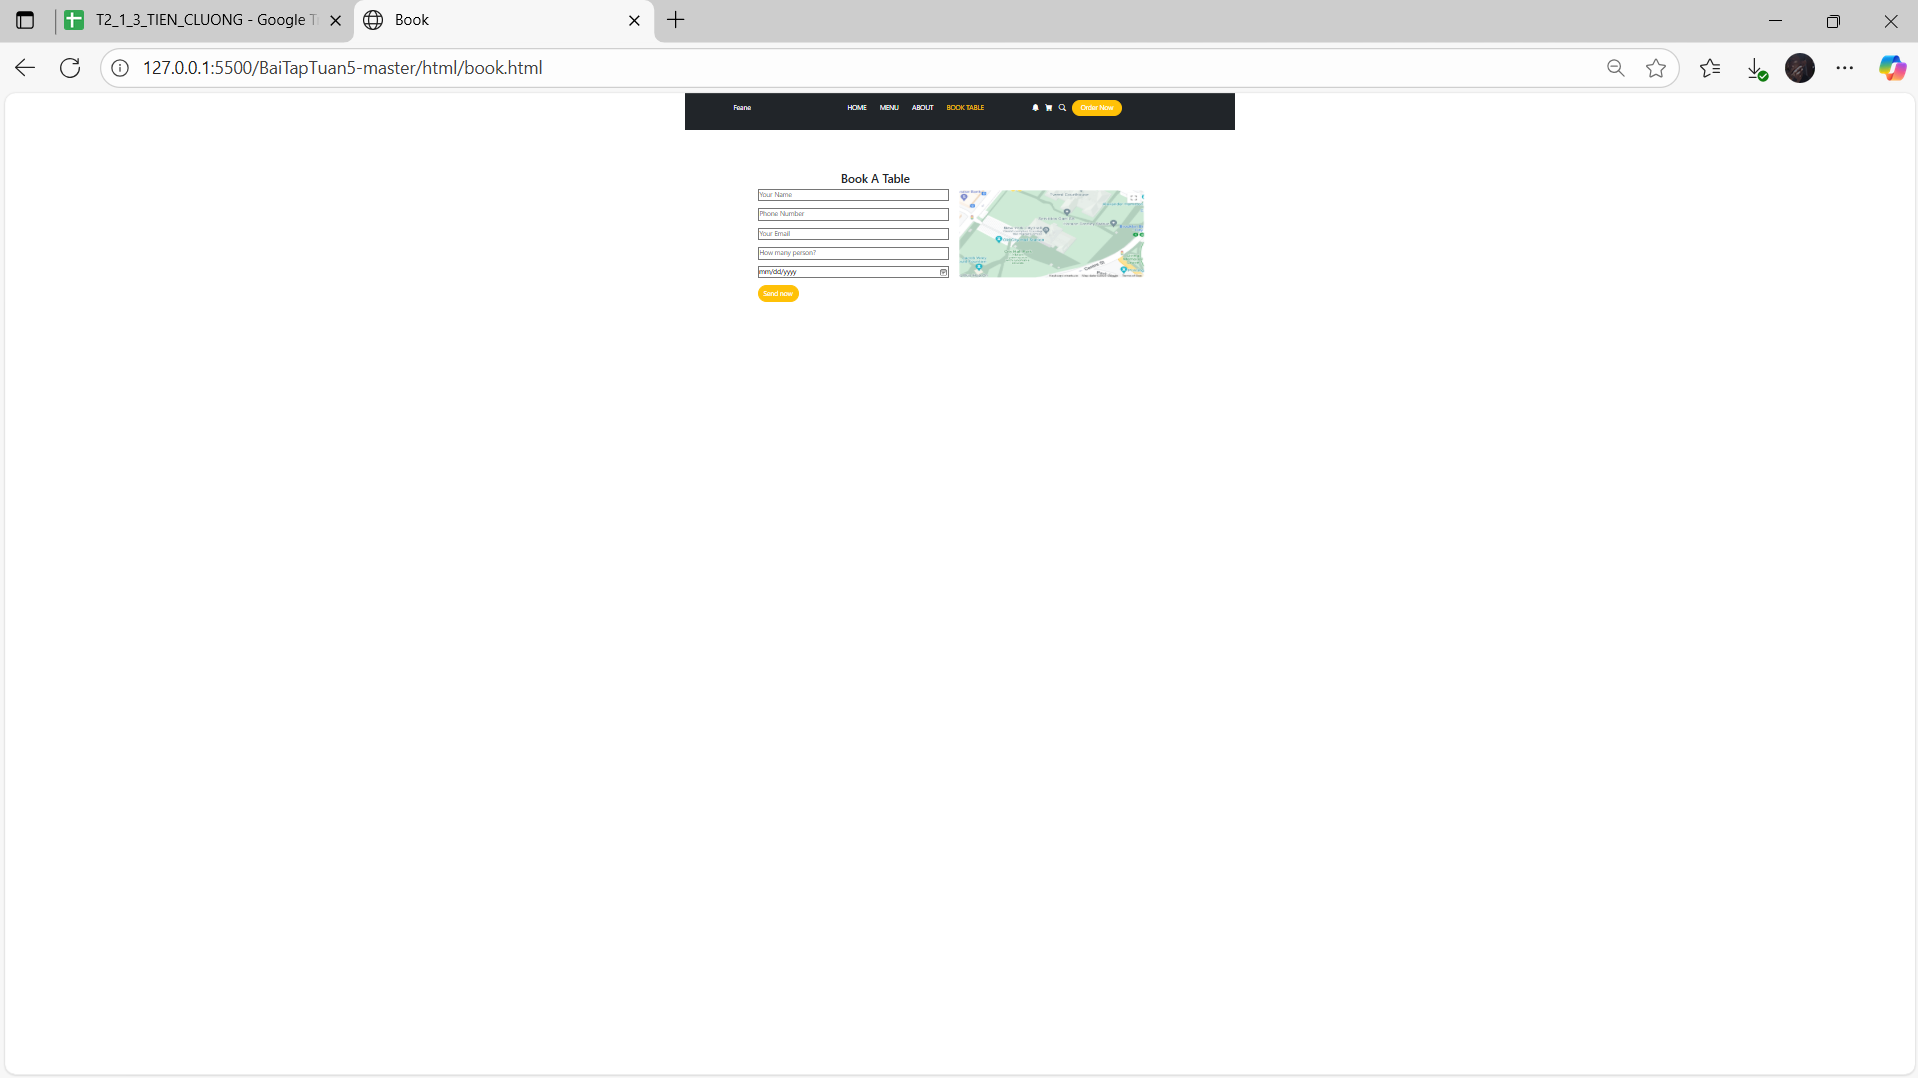 T2_1_3_TIEN_CLUONG - Google T
Book
127.0.0.1:5500/BaiTapTuan5-master/html/book.html
Feane
HOME
MENU
ABOUT
BOOK TABLE
Order Now
Book A Table
Your Name
Phone Number
Your Email
How many person?
mm/dd/yyyy
Send now